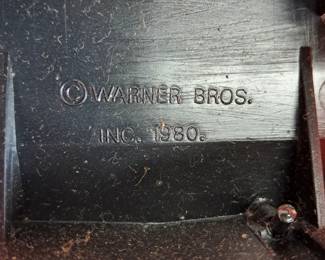 © WARNER BROS.
INC. 1980.